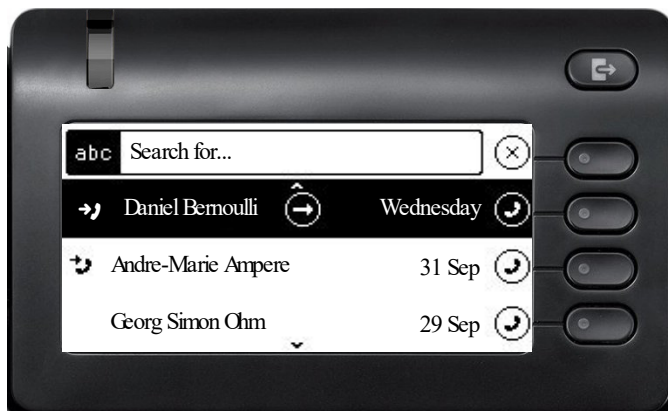 abc Search for...
Daniel Bernoulli Wednesday
Andre-Marie Ampere 31 Sep
Georg Simon Ohm 29 Sep